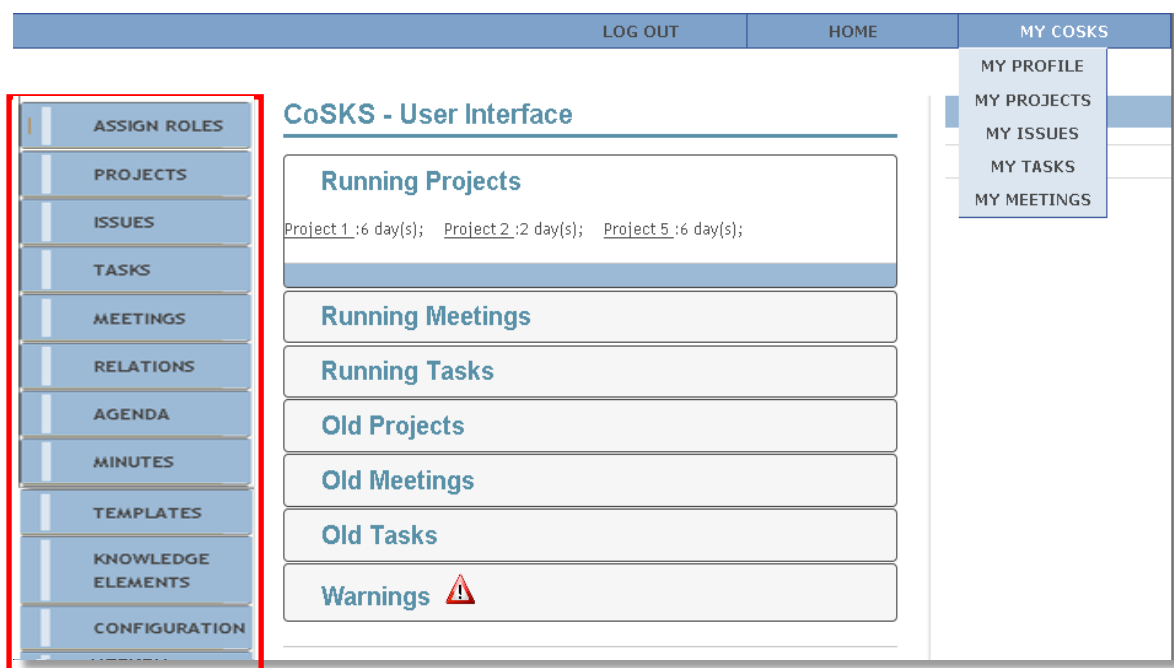 LOG OUT
HOME
MY COSKS
MY PROFILE
MY PROJECTS
MY ISSUES
MY TASKS
MY MEETINGS
ASSIGN ROLES
PROJECTS
ISSUES
TASKS
MEETINGS
RELATIONS
AGENDA
MINUTES
TEMPLATES
KNOWLEDGE
ELEMENTS
CONFIGURATION
CoSKS - User Interface
Running Projects
Project 1 :6 day(s); Project 2 :2 day(s); Project 5 :6 day(s);
Running Meetings
Running Tasks
Old Projects
Old Meetings
Old Tasks
Warnings